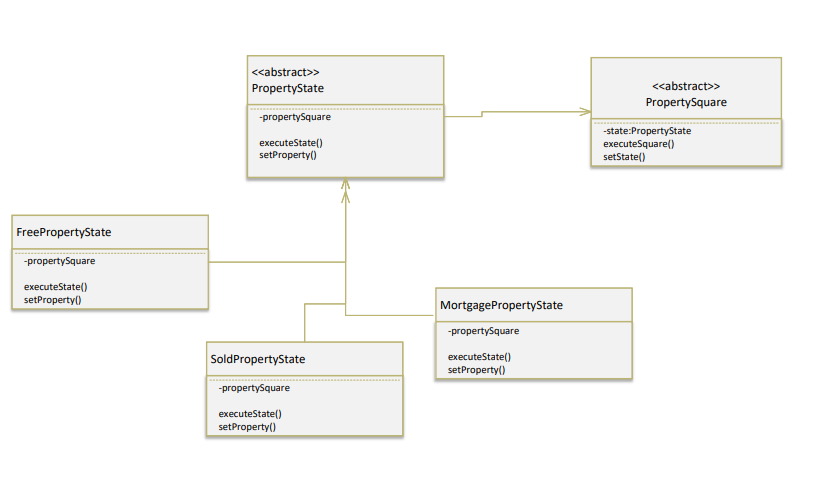 <<abstract>>
PropertyState
-propertySquare
executeState()
setProperty()
<<abstract>>
PropertySquare
-state:PropertyState
executeSquare()
setState()
FreePropertyState
-propertySquare
executeState()
setProperty()
MortgagePropertyState
-propertySquare
executeState()
setProperty()
SoldPropertyState
-propertySquare
executeState()
setProperty()